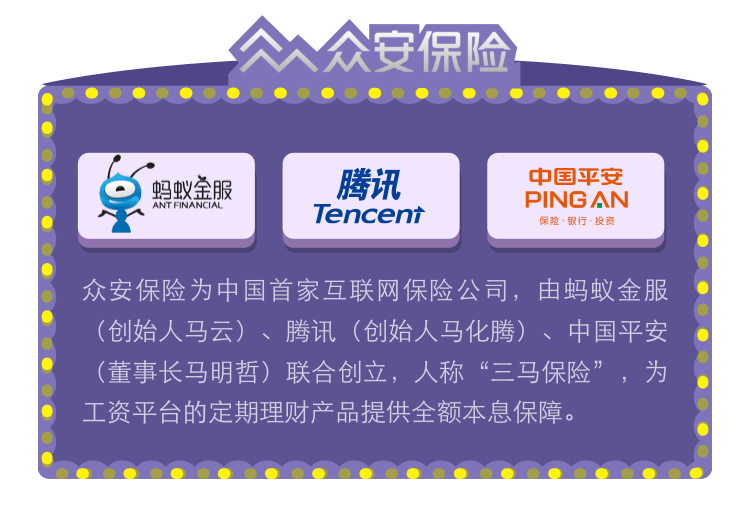 众安保险
蚂蚁金服
ANT FINANCIAL
腾讯
Tencent
中国平安
PING AN
保险·银行·投资
众安保险为中国首家互联网保险公司，由蚂蚁金服
（创始人马云）、腾讯（创始人马化腾）、中国平安
（董事长马明哲）联合创立，人称“三马保险”，为
工资平台的定期理财产品提供全额本息保障。